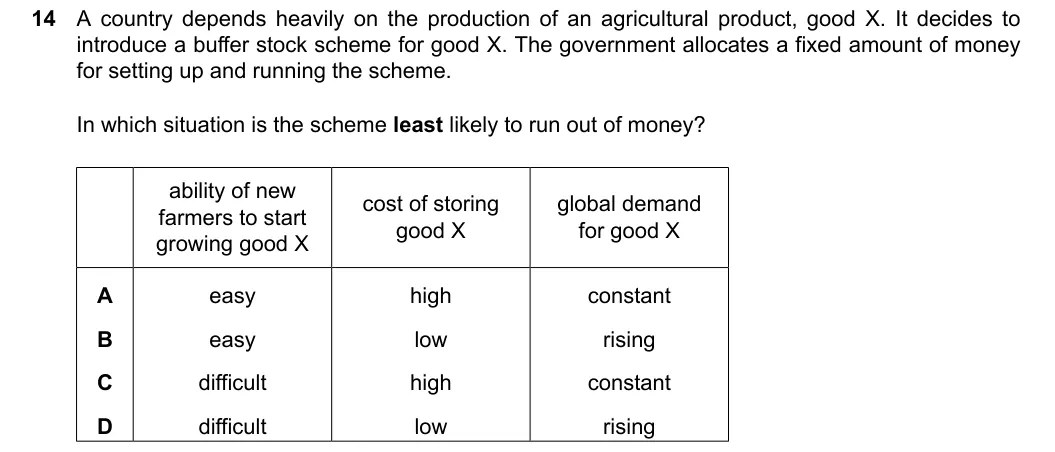 14 A country depends heavily on the production of an agricultural product, good X. It decides to
introduce a buffer stock scheme for good X. The government allocates a fixed amount of money
for setting up and running the scheme.
In which situation is the scheme least likely to run out of money?
ability of new
farmers to start
growing good X
cost of storing
good X
global demand
for good X
A easy high constant
B easy low rising
C difficult high constant
D difficult low rising